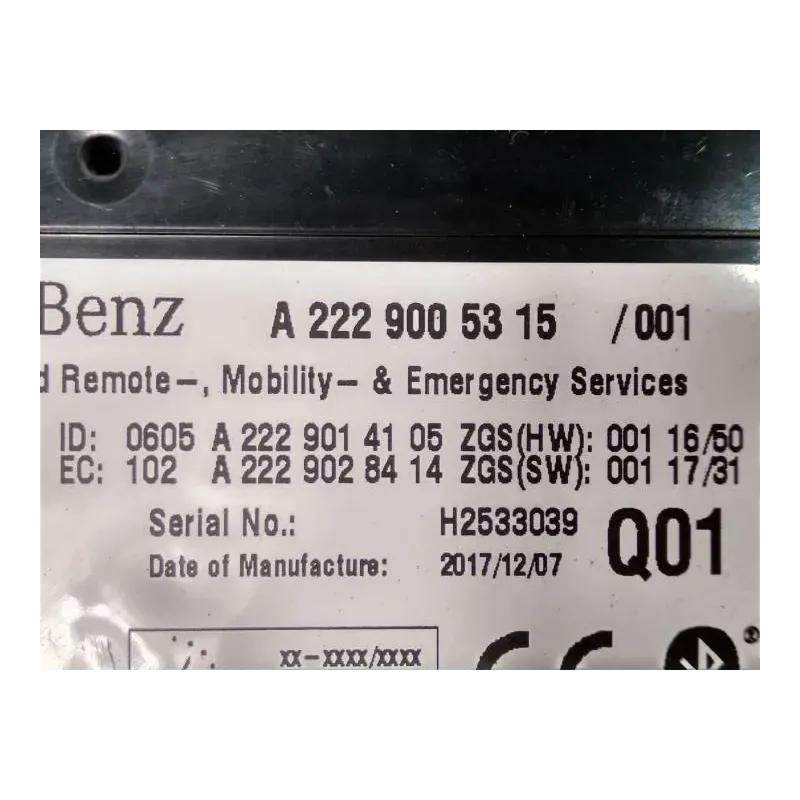 Benz A 222 900 53 15 /001
d Remote-, Mobility- & Emergency Services
ID: 0605 A 222 901 41 05 ZGS(HW): 001 16/50
EC: 102 A 222 902 84 14 ZGS(SW): 001 17/31
Serial No.: H2533039 Q01
Date of Manufacture: 2017/12/07
XX-XXXX/XXXX CE ®